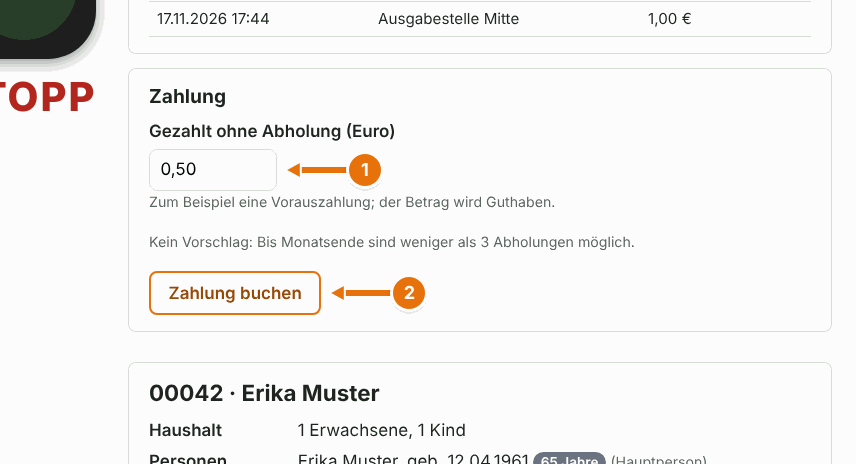 17.11.2026 17:44 Ausgabestelle Mitte 1,00 €
TOPP
Zahlung
Gezahlt ohne Abholung (Euro)
0,50
1
Zum Beispiel eine Vorauszahlung; der Betrag wird Guthaben.
Kein Vorschlag: Bis Monatsende sind weniger als 3 Abholungen möglich.
Zahlung buchen
2
00042 · Erika Muster
Haushalt 1 Erwachsene, 1 Kind
Personen Erika Muster, geb. 12.04.1961 65 Jahre (Hauptperson)